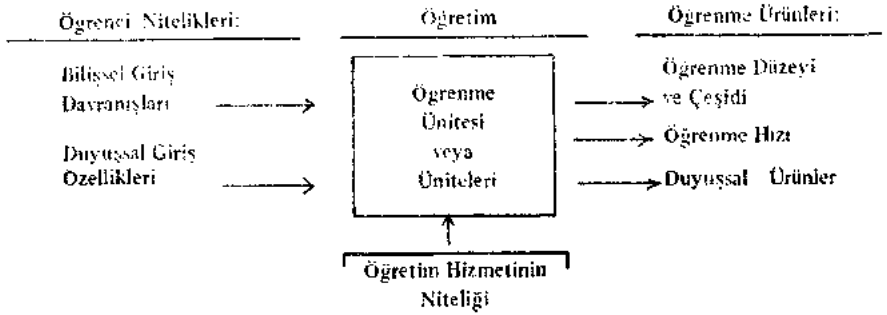 Öğrenci Nitelikleri:
Öğretim
Öğrenme Ürünleri:
Bilişsel Giriş
Davranışları
Duyuşsal Giriş
Özellikleri
Öğrenme
Ünitesi
veya
Üniteleri
Öğrenme Düzeyi
ve Çeşidi
Öğrenme Hızı
Duyuşsal Ürünler
Öğretim Hizmetinin
Niteliği